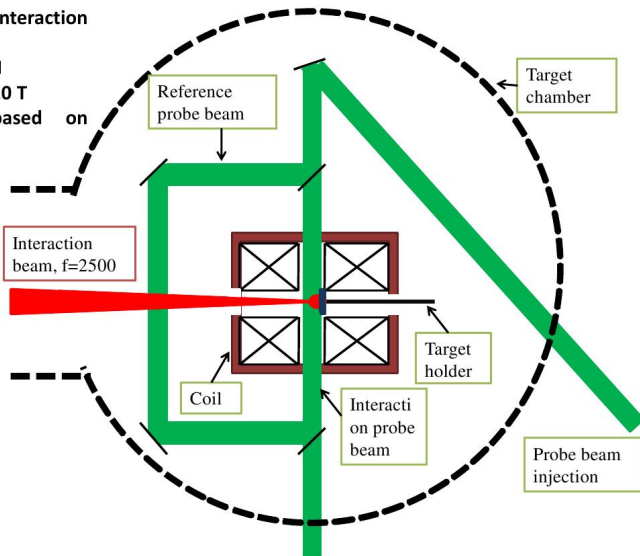 nteraction
0 T
ased on
Target
chamber
Reference
probe beam
Interaction
beam, f=2500
Target
holder
Coil
Interacti
on probe
beam
Probe beam
injection